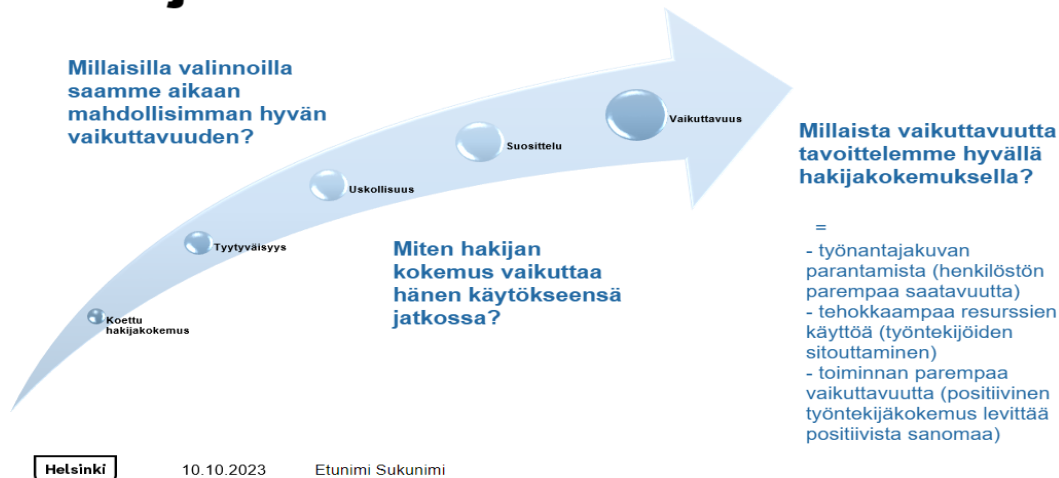 Millaisilla valinnoilla
saamme aikaan
mahdollisimman hyvän
vaikuttavuuden?
Vaikuttavuus
Suosittelu
Uskollisuus
Tyytyväisyys
Koettu
hakijakokemus
Miten hakijan
kokemus vaikuttaa
hänen käytökseensä
jatkossa?
Millaista vaikuttavuutta
tavoittelemme hyvällä
hakijakokemuksella?
=
- työnantajakuvan
parantamista (henkilöstön
parempaa saatavuutta)
- tehokkaampaa resurssien
käyttöä (työntekijöiden
sitouttaminen)
- toiminnan parempaa
vaikuttavuutta (positiivinen
työntekijäkokemus levittää
positiivista sanomaa)
Helsinki
10.10.2023
Etunimi Sukunimi